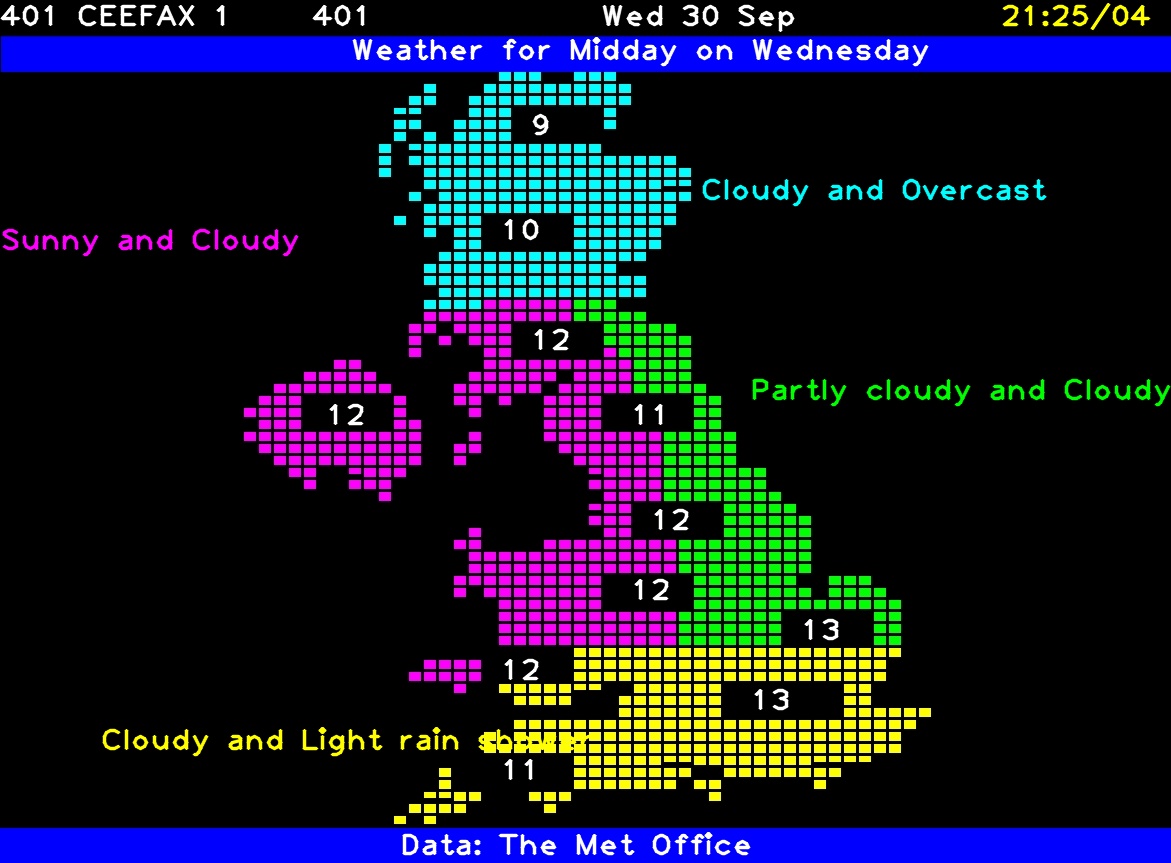 401 CEEFAX 1 401 Wed 30 Sep 21:25/04
Weather for Midday on Wednesday
9
Cloudy and Overcast
10
Sunny and Cloudy
12
Partly cloudy and Cloudy
12 11
12
12
13
12
13
Cloudy and Light rain shower
11
Data: The Met Office